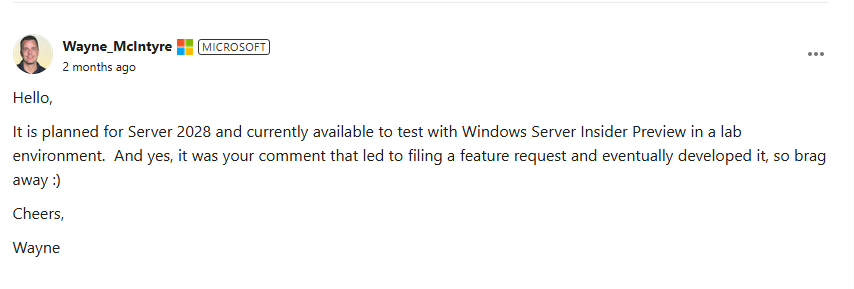 Wayne_McIntyre MICROSOFT
2 months ago
Hello,
It is planned for Server 2028 and currently available to test with Windows Server Insider Preview in a lab
environment.  And yes, it was your comment that led to filing a feature request and eventually developed it, so brag
away :)
Cheers,
Wayne